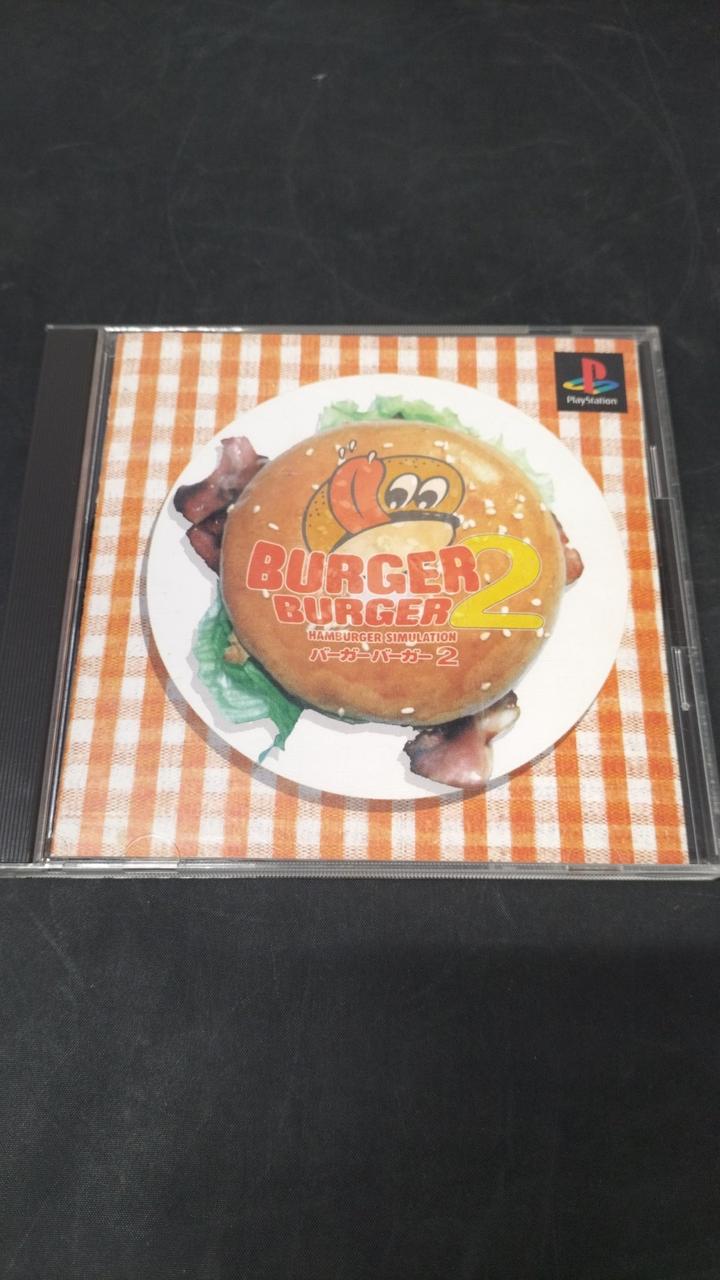 PlayStation
BURGER
BURGER 2
HAMBURGER SIMULATION
バーガーバーガー 2